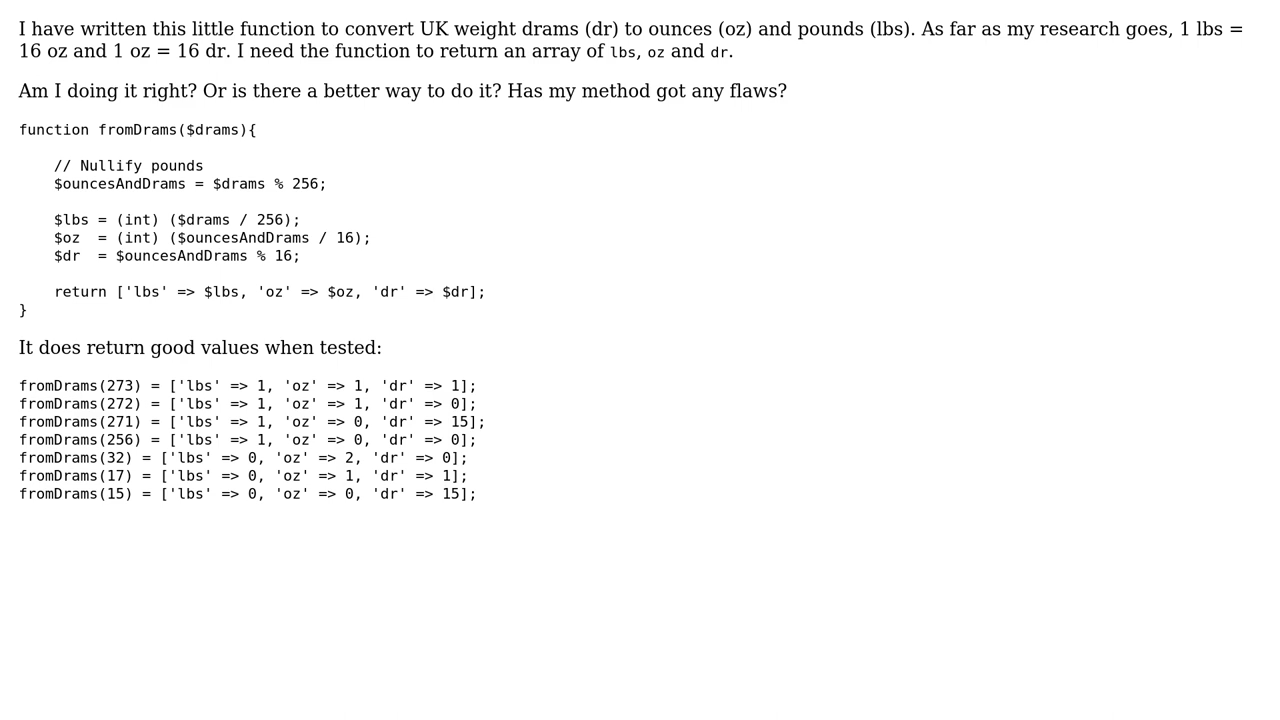 I have written this little function to convert UK weight drams (dr) to ounces (oz) and pounds (lbs). As far as my research goes, 1 lbs =
16 oz and 1 oz = 16 dr. I need the function to return an array of lbs, oz and dr.
Am I doing it right? Or is there a better way to do it? Has my method got any flaws?
function fromDrams($drams){
    // Nullify pounds
    $ouncesAndDrams = $drams % 256;
    $lbs = (int) ($drams / 256);
    $oz  = (int) ($ouncesAndDrams / 16);
    $dr  = $ouncesAndDrams % 16;
    return ['lbs' => $lbs, 'oz' => $oz, 'dr' => $dr];
}
It does return good values when tested:
fromDrams(273) = ['lbs' => 1, 'oz' => 1, 'dr' => 1];
fromDrams(272) = ['lbs' => 1, 'oz' => 1, 'dr' => 0];
fromDrams(271) = ['lbs' => 1, 'oz' => 0, 'dr' => 15];
fromDrams(256) = ['lbs' => 1, 'oz' => 0, 'dr' => 0];
fromDrams(32) = ['lbs' => 0, 'oz' => 2, 'dr' => 0];
fromDrams(17) = ['lbs' => 0, 'oz' => 1, 'dr' => 1];
fromDrams(15) = ['lbs' => 0, 'oz' => 0, 'dr' => 15];